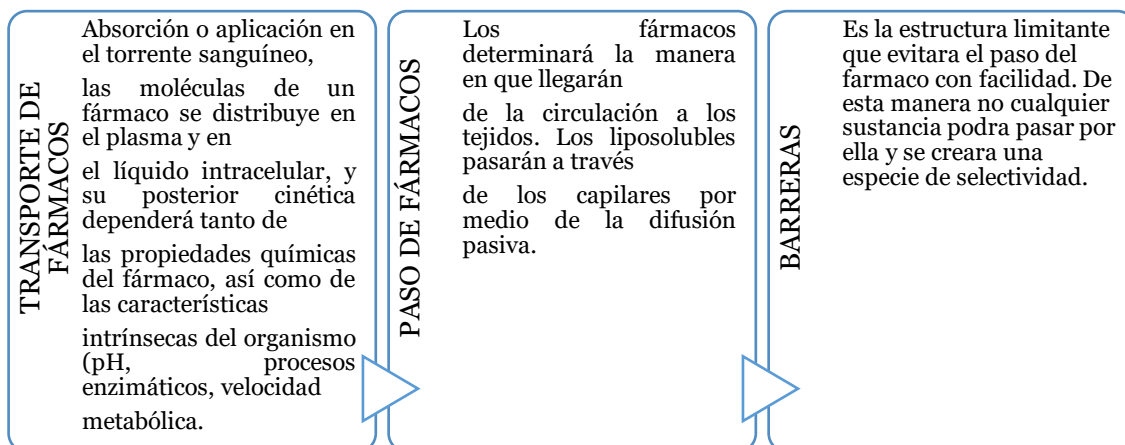 TRANSPORTE DE
FÁRMACOS
Absorción o aplicación en
el torrente sanguíneo,
las moléculas de un
fármaco se distribuye en
el plasma y en
el líquido intracelular, y
su posterior cinética
dependerá tanto de
las propiedades químicas
del fármaco, así como de
las características
intrínsecas del organismo
(pH, procesos
enzimáticos, velocidad
metabólica.
PASO DE FÁRMACOS
Los fármacos
determinará la manera
en que llegarán
de la circulación a los
tejidos. Los liposolubles
pasarán a través
de los capilares por
medio de la difusión
pasiva.
BARRERAS
Es la estructura limitante
que evitara el paso del
farmaco con facilidad. De
esta manera no cualquier
sustancia podra pasar por
ella y se creara una
especie de selectividad.